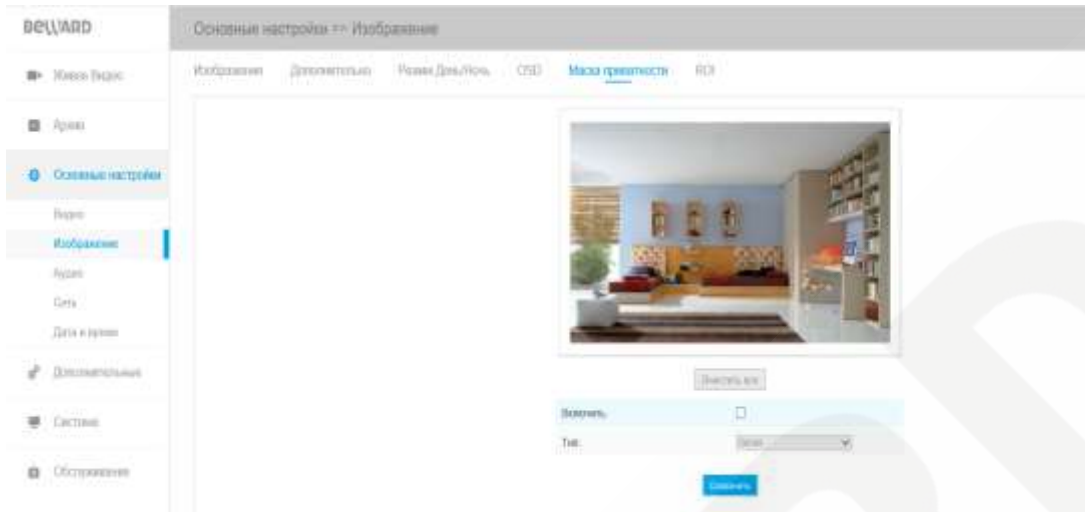 BEWARD
Основные настройки >> Изображение
Живое Видео
Изображение
Дополнительно
Режим День/Ночь
OSD
Маска приватности
ROI
Архив
Основные настройки
Видео
Изображение
Аудио
Сеть
Дата и время
Дополнительные
Система
Обслуживание
Очистить все
Включить
Тип:
Сохранить